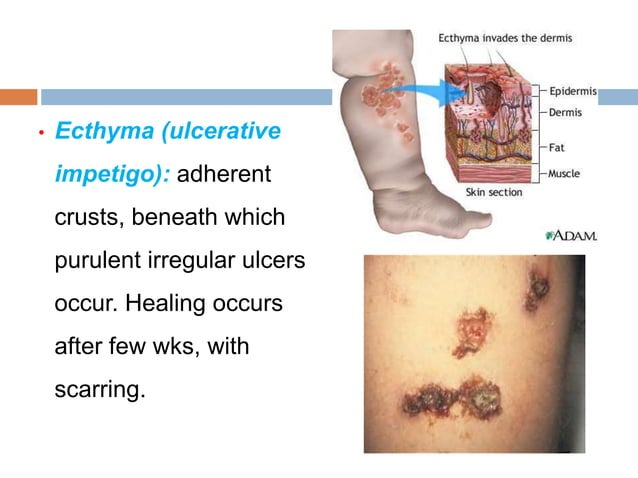 • Ecthyma (ulcerative
impetigo): adherent
crusts, beneath which
purulent irregular ulcers
occur. Healing occurs
after few wks, with
scarring.
Ecthyma invades the dermis
Epidermis
Dermis
Fat
Muscle
Skin section
ADAM.